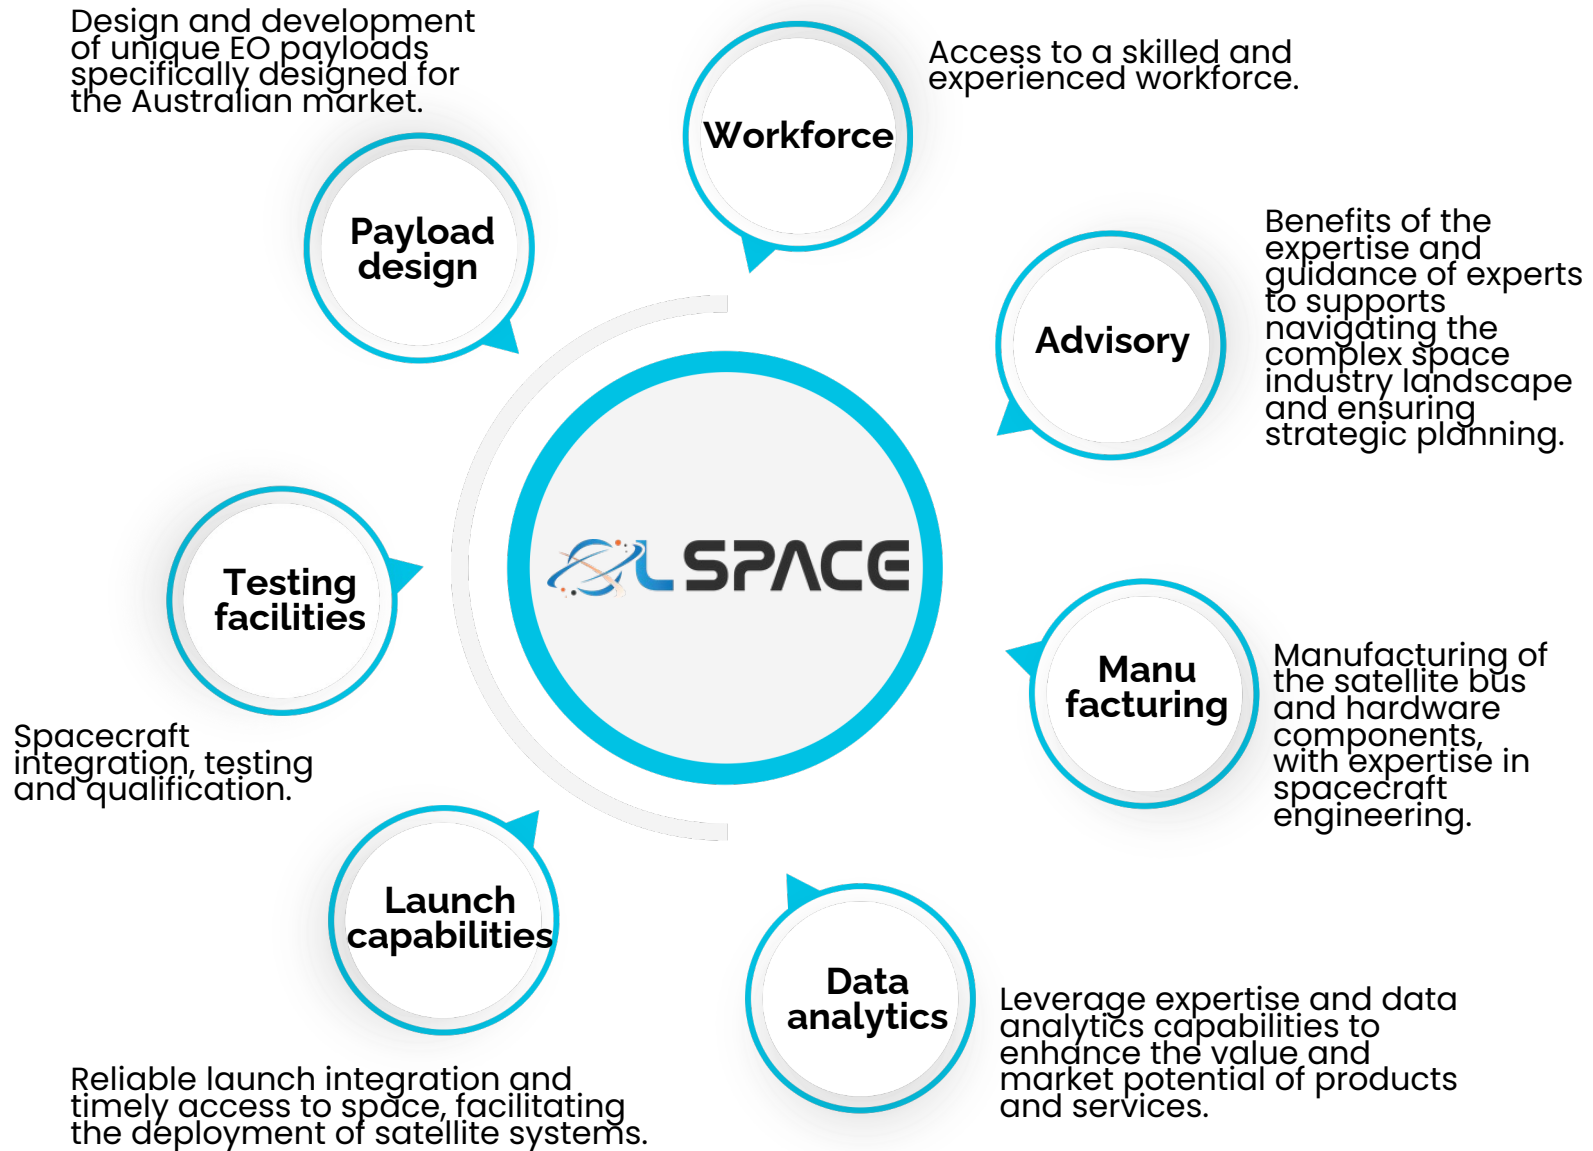 Design and development
of unique EO payloads
specifically designed for
the Australian market.
Payload
design
Workforce
Access to a skilled and
experienced workforce.
Advisory
Benefits of the
expertise and
guidance of experts
to supports
navigating the
complex space
industry landscape
and ensuring
strategic planning.
L SPACE
Testing
facilities
Spacecraft
integration, testing
and qualification.
Manu
facturing
Manufacturing of
the satellite bus
and hardware
components,
with expertise in
spacecraft
engineering.
Launch
capabilities
Reliable launch integration and
timely access to space, facilitating
the deployment of satellite systems.
Data
analytics
Leverage expertise and data
analytics capabilities to
enhance the value and
market potential of products
and services.